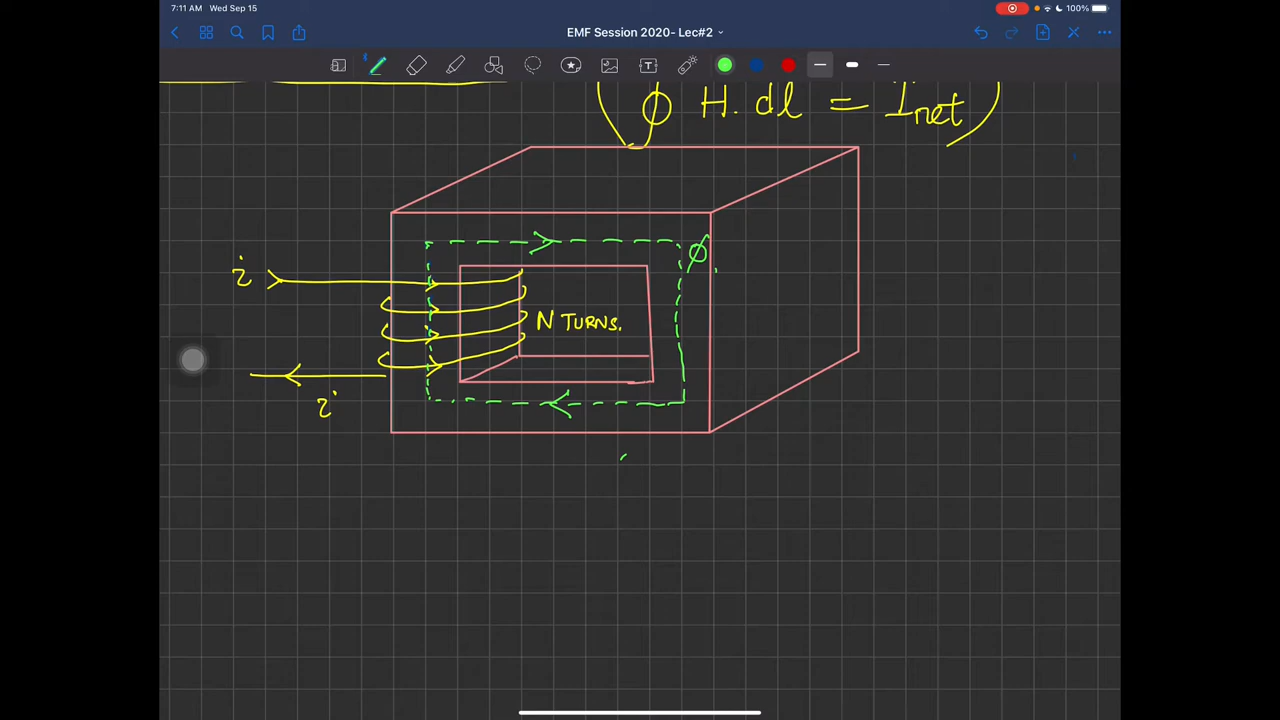 7:11 AM Wed Sep 15
100%
EMF Session 2020- Lec#2
∮ H. dl = Inet
Ø
i
N TURNS.
i